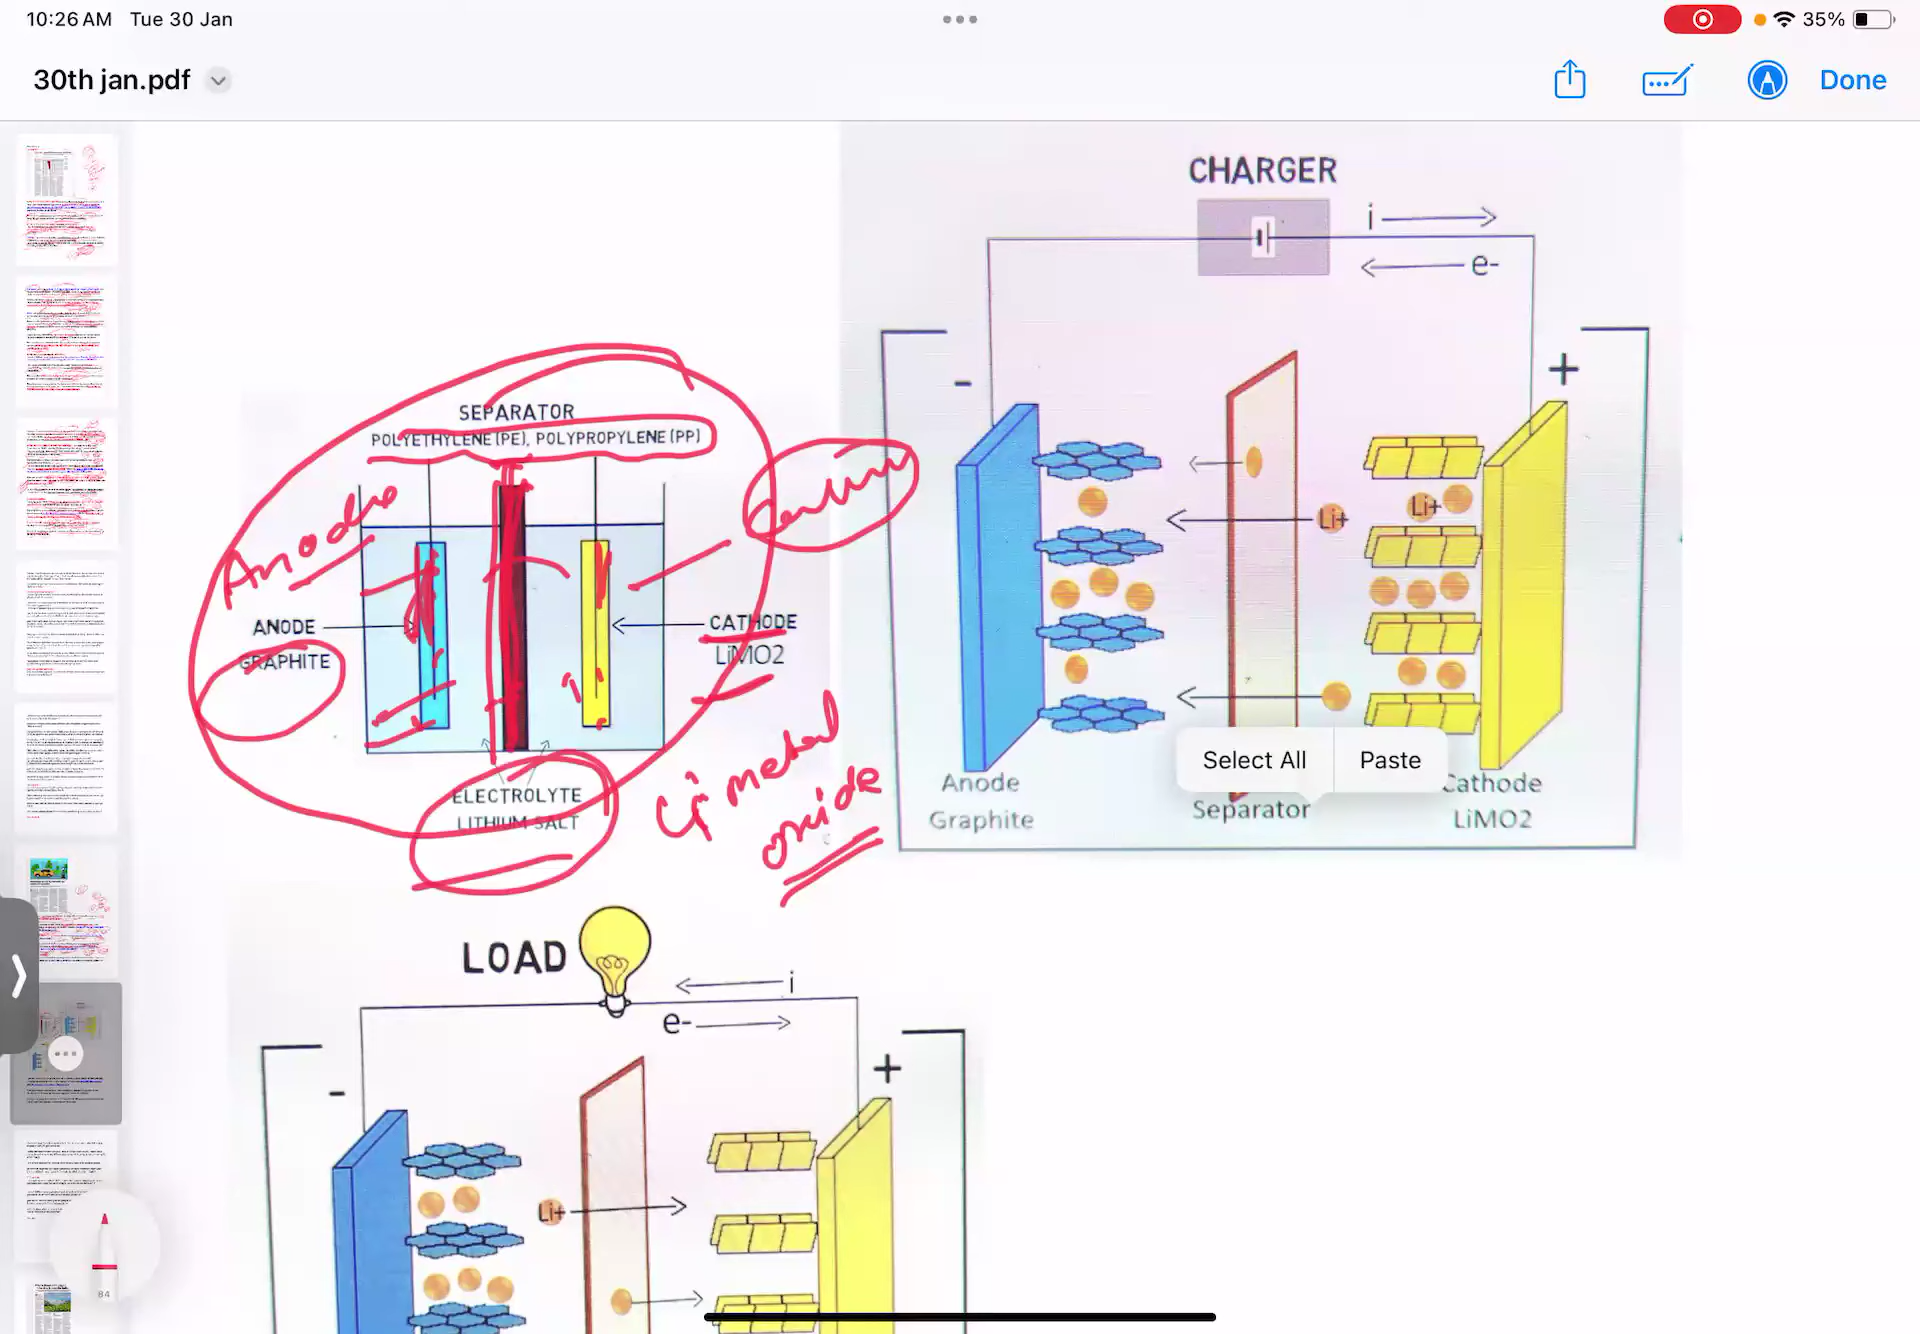 10:26 AM Tue 30 Jan
35%
30th jan.pdf
Done
CHARGER
i
e-
-
+
SEPARATOR
POLYETHYLENE (PE), POLYPROPYLENE (PP)
Anode
ANODE
GRAPHITE
CATHODE
LiMO2
ELECTROLYTE
LITHIUM SALT
Li metal
oxide
Li+
Li+
Select All
Paste
Anode
Graphite
Separator
Cathode
LiMO2
LOAD
i
e-
-
+
Li+
84